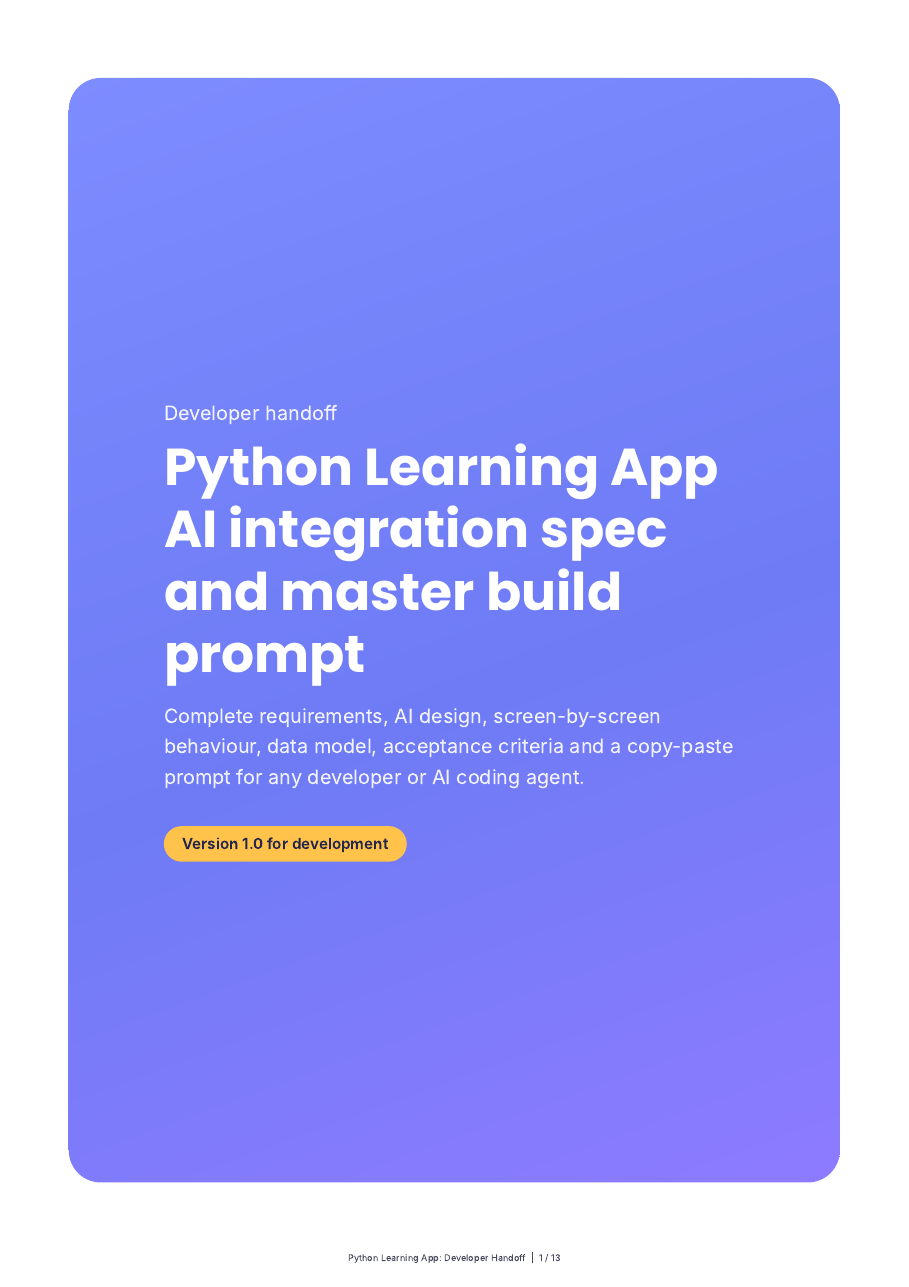 Developer handoff
Python Learning App
AI integration spec
and master build
prompt
Complete requirements, AI design, screen-by-screen
behaviour, data model, acceptance criteria and a copy-paste
prompt for any developer or AI coding agent.
Version 1.0 for development
Python Learning App: Developer Handoff | 1 / 13